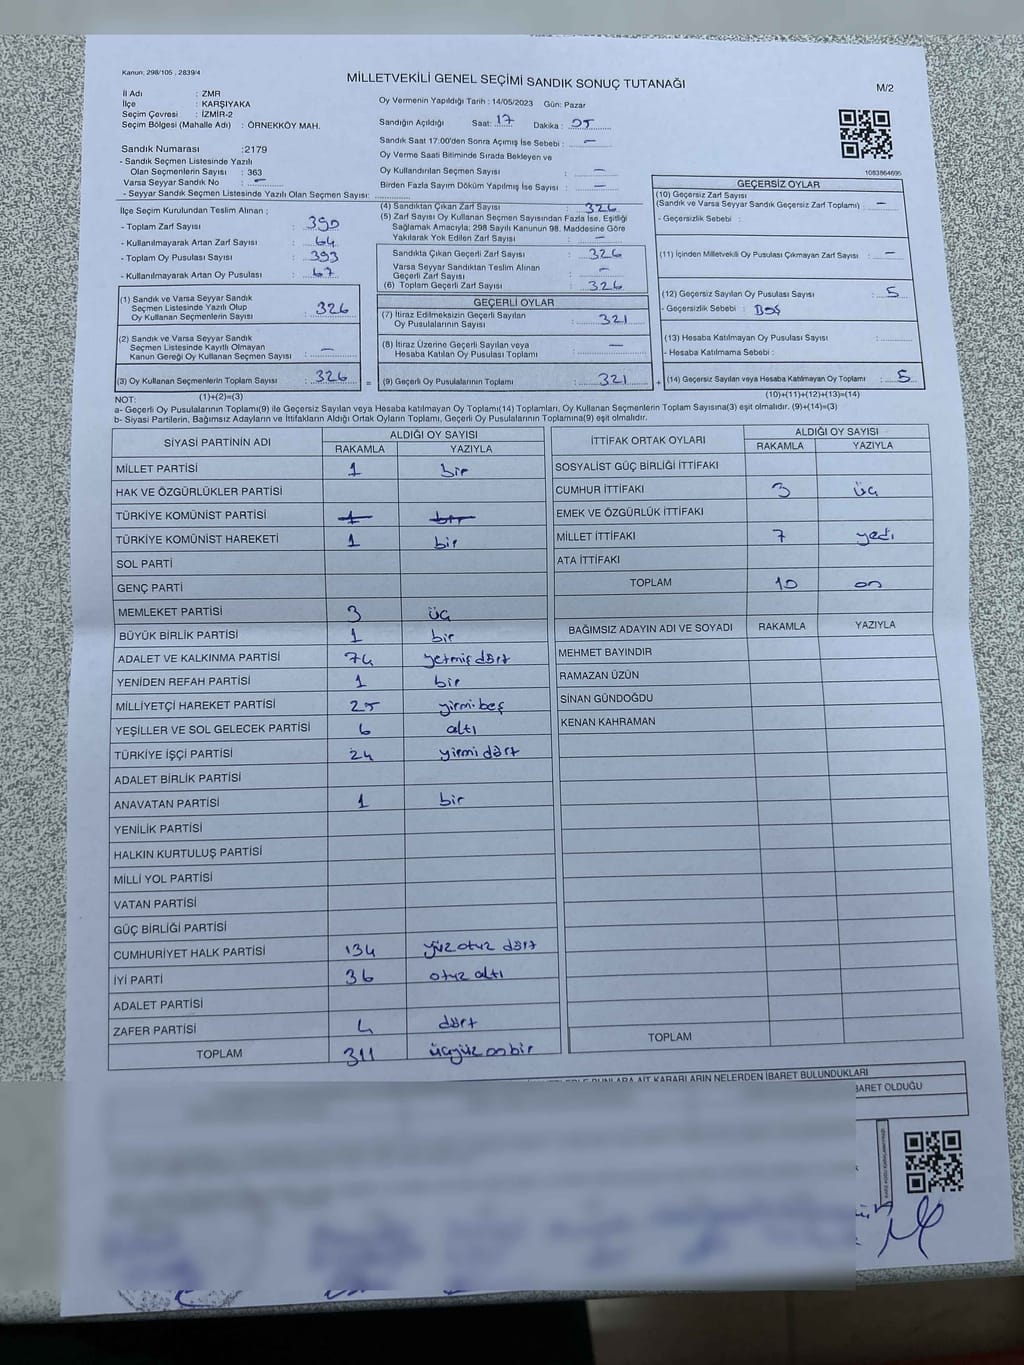 Kanun: 298/105 , 2839/4
MİLLETVEKİLİ GENEL SEÇİMİ SANDIK SONUÇ TUTANAĞI
M/2
İl Adı : ZMR
İlçe : KARŞIYAKA
Seçim Çevresi : İZMİR-2
Seçim Bölgesi (Mahalle Adı) : ÖRNEKKÖY MAH.
Oy Vermenin Yapıldığı Tarih : 14/05/2023 Gün: Pazar
Sandığın Açıldığı Saat: 17 Dakika : 05
Sandık Saat 17.00'den Sonra Açılmış İse Sebebi : –
Oy Verme Saati Bitiminde Sırada Bekleyen ve
Oy Kullandırılan Seçmen Sayısı : –
Birden Fazla Sayım Döküm Yapılmış İse Sayısı : –
1083864695
Sandık Numarası :2179
- Sandık Seçmen Listesinde Yazılı
Olan Seçmenlerin Sayısı : 363
Varsa Seyyar Sandık No : –
- Seyyar Sandık Seçmen Listesinde Yazılı Olan Seçmen Sayısı:
İlçe Seçim Kurulundan Teslim Alınan ;
- Toplam Zarf Sayısı : 390
- Kullanılmayarak Artan Zarf Sayısı : 64
- Toplam Oy Pusulası Sayısı : 393
- Kullanılmayarak Artan Oy Pusulası : 67
(4) Sandıktan Çıkan Zarf Sayısı : 326
(5) Zarf Sayısı Oy Kullanan Seçmen Sayısından Fazla İse, Eşitliği
Sağlamak Amacıyla; 298 Sayılı Kanunun 98. Maddesine Göre
Yakılarak Yok Edilen Zarf Sayısı : –
Sandıkta Çıkan Geçerli Zarf Sayısı : 326
Varsa Seyyar Sandıktan Teslim Alınan
Geçerli Zarf Sayısı : –
(6) Toplam Geçerli Zarf Sayısı : 326
GEÇERSİZ OYLAR
(10) Geçersiz Zarf Sayısı
(Sandık ve Varsa Seyyar Sandık Geçersiz Zarf Toplamı) : –
- Geçersizlik Sebebi :
(11) İçinden Milletvekili Oy Pusulası Çıkmayan Zarf Sayısı : –
(12) Geçersiz Sayılan Oy Pusulası Sayısı : 5
- Geçersizlik Sebebi : Boş
(13) Hesaba Katılmayan Oy Pusulası Sayısı :
- Hesaba Katılmama Sebebi :
(14) Geçersiz Sayılan veya Hesaba Katılmayan Oy Toplamı : 5
(10)+(11)+(12)+(13)=(14)
(1) Sandık ve Varsa Seyyar Sandık
Seçmen Listesinde Yazılı Olup
Oy Kullanan Seçmenlerin Sayısı : 326
(2) Sandık ve Varsa Seyyar Sandık
Seçmen Listesinde Kayıtlı Olmayan
Kanun Gereği Oy Kullanan Seçmen Sayısı : –
(3) Oy Kullanan Seçmenlerin Toplam Sayısı : 326 =
(1)+(2)=(3)
GEÇERLİ OYLAR
(7) İtiraz Edilmeksizin Geçerli Sayılan
Oy Pusulalarının Sayısı : 321
(8) İtiraz Üzerine Geçerli Sayılan veya
Hesaba Katılan Oy Pusulası Toplamı : –
(9) Geçerli Oy Pusulalarının Toplamı : 321 +
NOT:
a- Geçerli Oy Pusulalarının Toplamı(9) ile Geçersiz Sayılan veya Hesaba katılmayan Oy Toplamı(14) Toplamları, Oy Kullanan Seçmenlerin Toplam Sayısına(3) eşit olmalıdır. (9)+(14)=(3)
b- Siyasi Partilerin, Bağımsız Adayların ve İttifakların Aldığı Ortak Oyların Toplamı, Geçerli Oy Pusulalarının Toplamına(9) eşit olmalıdır.
SİYASİ PARTİNİN ADI ALDIĞI OY SAYISI
RAKAMLA YAZIYLA
MİLLET PARTİSİ 1 bir
HAK VE ÖZGÜRLÜKLER PARTİSİ
TÜRKİYE KOMÜNİST PARTİSİ 1 bir
TÜRKİYE KOMÜNİST HAREKETİ 1 bir
SOL PARTİ
GENÇ PARTİ
MEMLEKET PARTİSİ 3 üç
BÜYÜK BİRLİK PARTİSİ 1 bir
ADALET VE KALKINMA PARTİSİ 74 yetmiş dört
YENİDEN REFAH PARTİSİ 1 bir
MİLLİYETÇİ HAREKET PARTİSİ 25 yirmi beş
YEŞİLLER VE SOL GELECEK PARTİSİ 6 altı
TÜRKİYE İŞÇİ PARTİSİ 24 yirmi dört
ADALET BİRLİK PARTİSİ
ANAVATAN PARTİSİ 1 bir
YENİLİK PARTİSİ
HALKIN KURTULUŞ PARTİSİ
MİLLİ YOL PARTİSİ
VATAN PARTİSİ
GÜÇ BİRLİĞİ PARTİSİ
CUMHURİYET HALK PARTİSİ 134 yüz otuz dört
İYİ PARTİ 36 otuz altı
ADALET PARTİSİ
ZAFER PARTİSİ 4 dört
TOPLAM 311 üçyüz onbir
İTTİFAK ORTAK OYLARI ALDIĞI OY SAYISI
RAKAMLA YAZIYLA
SOSYALİST GÜÇ BİRLİĞİ İTTİFAKI
CUMHUR İTTİFAKI 3 üç
EMEK VE ÖZGÜRLÜK İTTİFAKI
MİLLET İTTİFAKI 7 yedi
ATA İTTİFAKI
TOPLAM 10 on
BAĞIMSIZ ADAYIN ADI VE SOYADI RAKAMLA YAZIYLA
MEHMET BAYINDIR
RAMAZAN ÜZÜN
SİNAN GÜNDOĞDU
KENAN KAHRAMAN
TOPLAM
BUNLARA AİT KARARLARIN NELERDEN İBARET BULUNDUKLARI
BARET OLDUĞU